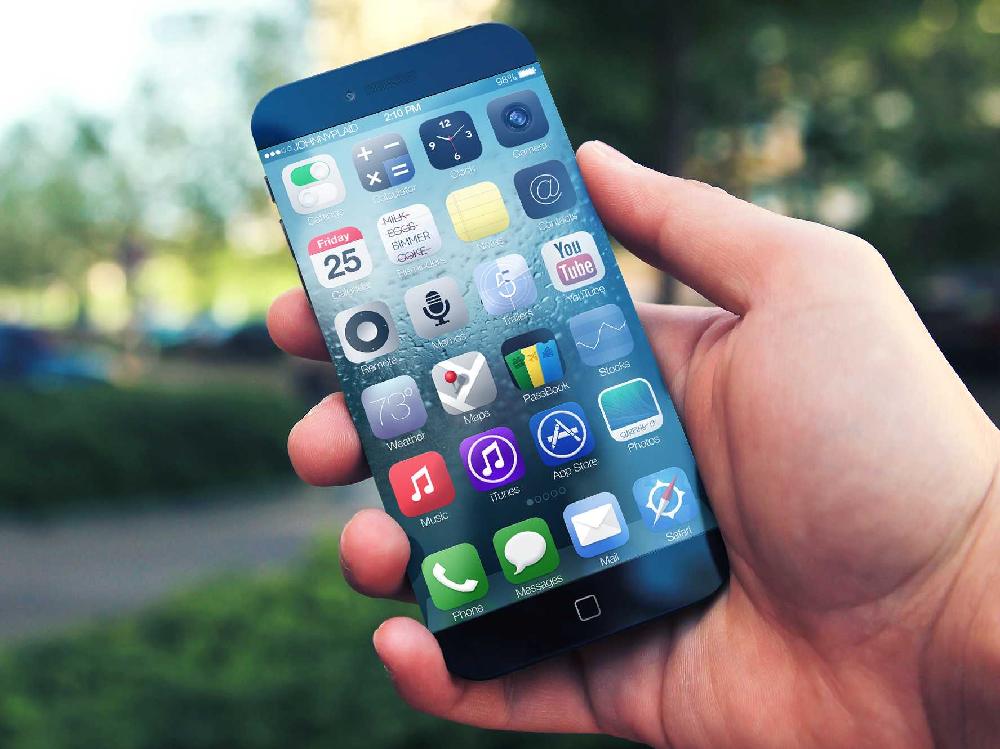 JOHNNYPLAID 2:10 PM 98%
Settings
+ −
× =
Calculator
12
9 3
6
Clock
Camera
Friday
25
Calendar
MILK
EGGS
BIMMER
COKE
Reminders
Notes
@
Contacts
Remote
Memos
5
Trailers
You
Tube
YouTube
73°
Weather
Maps
PassBook
Stocks
Music
iTunes
App Store
SURFING '13
Photos
Phone
Messages
Mail
Safari